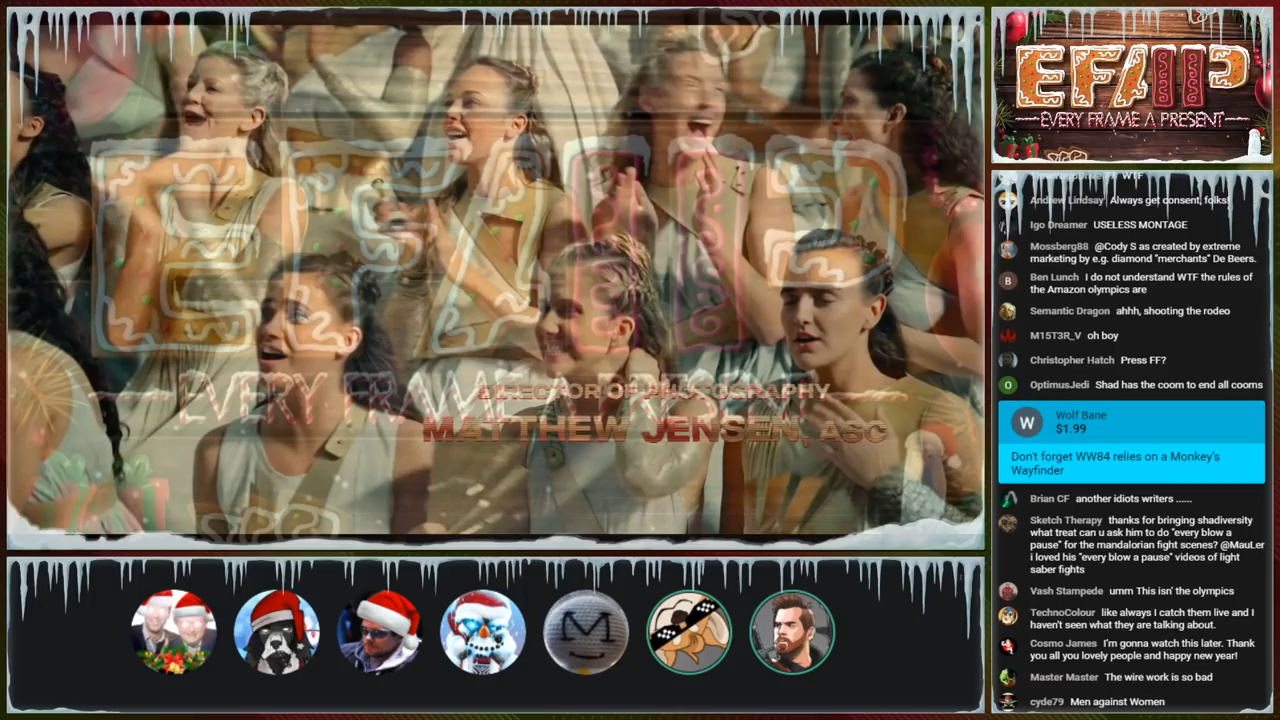 EFAP
EVERY FRAME A PRESENT
DIRECTOR OF PHOTOGRAPHY
MATTHEW JENSEN, ASC
M
EFAP
EVERY FRAME A PRESENT
WTF
Andrew Lindsay Always get consent, folks!
Igo Dreamer USELESS MONTAGE
Mossberg88 @Cody S as created by extreme
marketing by e.g. diamond "merchants" De Beers.
B
Ben Lunch I do not understand WTF the rules of
the Amazon olympics are
Semantic Dragon ahhh, shooting the rodeo
M15T3R_V oh boy
Christopher Hatch Press FF?
O OptimusJedi Shad has the coom to end all cooms
W
Wolf Bane
$1.99
Don't forget WW84 relies on a Monkey's
Wayfinder
Brian CF another idiots writers ......
Sketch Therapy thanks for bringing shadiversity
what treat can u ask him to do "every blow a
pause" for the mandalorian fight scenes? @MauLer
i loved his "every blow a pause" videos of light
saber fights
Vash Stampede umm This isn' the olympics
TechnoColour like always I catch them live and I
haven't seen what they are talking about.
Cosmo James I'm gonna watch this later. Thank
you all you lovely people and happy new year!
Master Master The wire work is so bad
cyde79 Men against Women